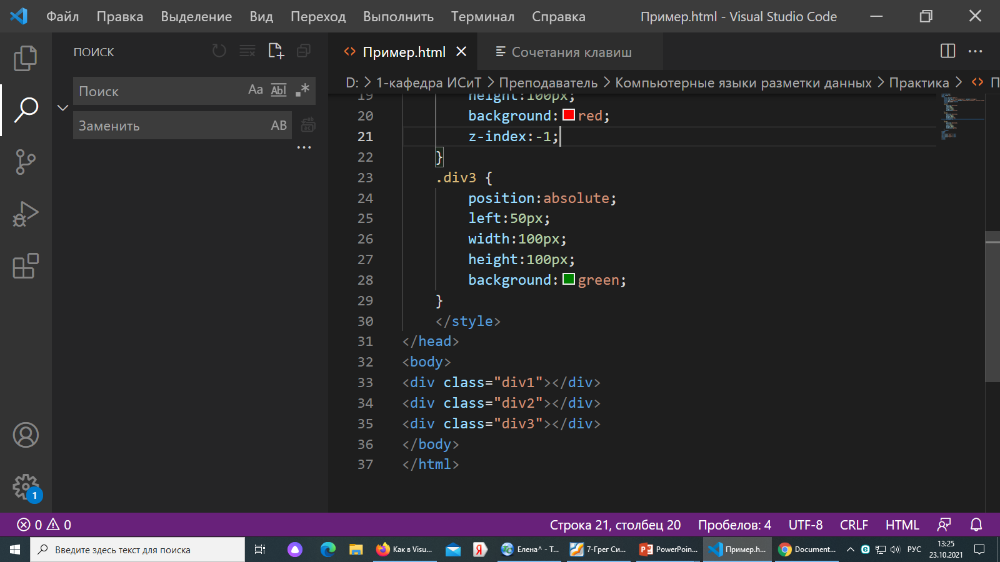 Файл Правка Выделение Вид Переход Выполнить Терминал Справка Пример.html - Visual Studio Code
ПОИСК
Поиск Aa Abl .*
Заменить AB
...
Пример.html Сочетания клавиш
D: > 1-кафедра ИСиТ > Преподаватель > Компьютерные языки разметки данных > Практика > <> П
19 height:100px;
20 background: red;
21 z-index:-1;
22 }
23 .div3 {
24 position:absolute;
25 left:50px;
26 width:100px;
27 height:100px;
28 background: green;
29 }
30 </style>
31 </head>
32 <body>
33 <div class="div1"></div>
34 <div class="div2"></div>
35 <div class="div3"></div>
36 </body>
37 </html>
1
0 0 Строка 21, столбец 20 Пробелов: 4 UTF-8 CRLF HTML
Введите здесь текст для поиска Как в Visu... Я Елена^ - Т... 7-Грег Си... PowerPoin... Пример.h... Document... РУС 13:25
23.10.2021